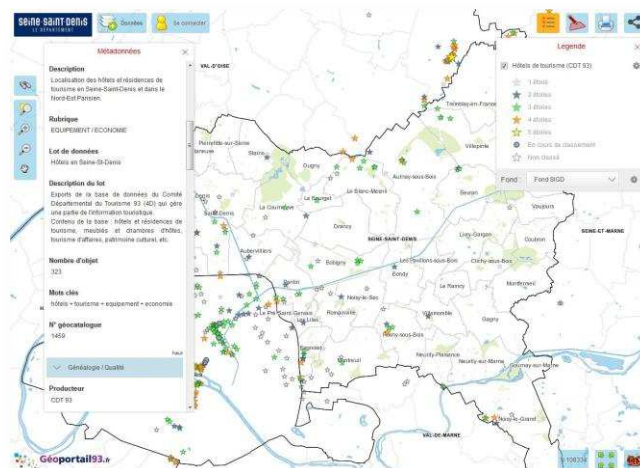 seine saint denis
LE DÉPARTEMENT
Données
Se connecter
Métadonnées
Description
Localisation des hôtels et résidences de
tourisme en Seine-Saint-Denis et dans le
Nord-Est Parisien.
Rubrique
EQUIPEMENT / ECONOMIE
Lot de données
Hôtels en Seine-St-Denis
Description du lot
Exports de la base de données du Comité
Départemental du Tourisme 93 (4D) qui gère
une partie de l'information touristique.
Contenu de la base : hôtels et résidences de
tourisme, meublés et chambres d'hôtes,
tourisme d'affaires, patrimoine culturel, etc.
Nombre d'objet
323
Mots clés
hôtels - tourisme - equipement - economie
N° géocatalogue
1459
haut
Généalogie / Qualité
Producteur
CDT 93
Légende
Hôtels de tourisme (CDT 93)
1 étoile
2 étoiles
3 étoiles
4 étoiles
5 étoiles
En cours de classement
Non classé
Fond :
Fond SIGD
VAL-D'OISE
Tremblay-en-France
Villepinte
Pierrefitte-sur-Seine
Stains
Dugny
Le Bourget
Le Blanc-Mesnil
Aulnay-sous-Bois
Sevran
Vaujours
SEINE-ET-MARNE
Saint-Denis
La Courneuve
Drancy
SEINE-SAINT-DENIS
Livry-Gargan
Coubron
Aubervilliers
Bobigny
Les Pavillons-sous-Bois
Clichy-sous-Bois
Bondy
Pantin
Le Raincy
Montfermeil
Noisy-le-Sec
Le Pré-Saint-Gervais
Les Lilas
Romainville
Villemomble
Gagny
Rosny-sous-Bois
Bagnolet
Montreuil
Neuilly-Plaisance
Neuilly-sur-Marne
Gournay-sur-Marne
Noisy-le-Grand
VAL-DE-MARNE
Géoportail93.fr